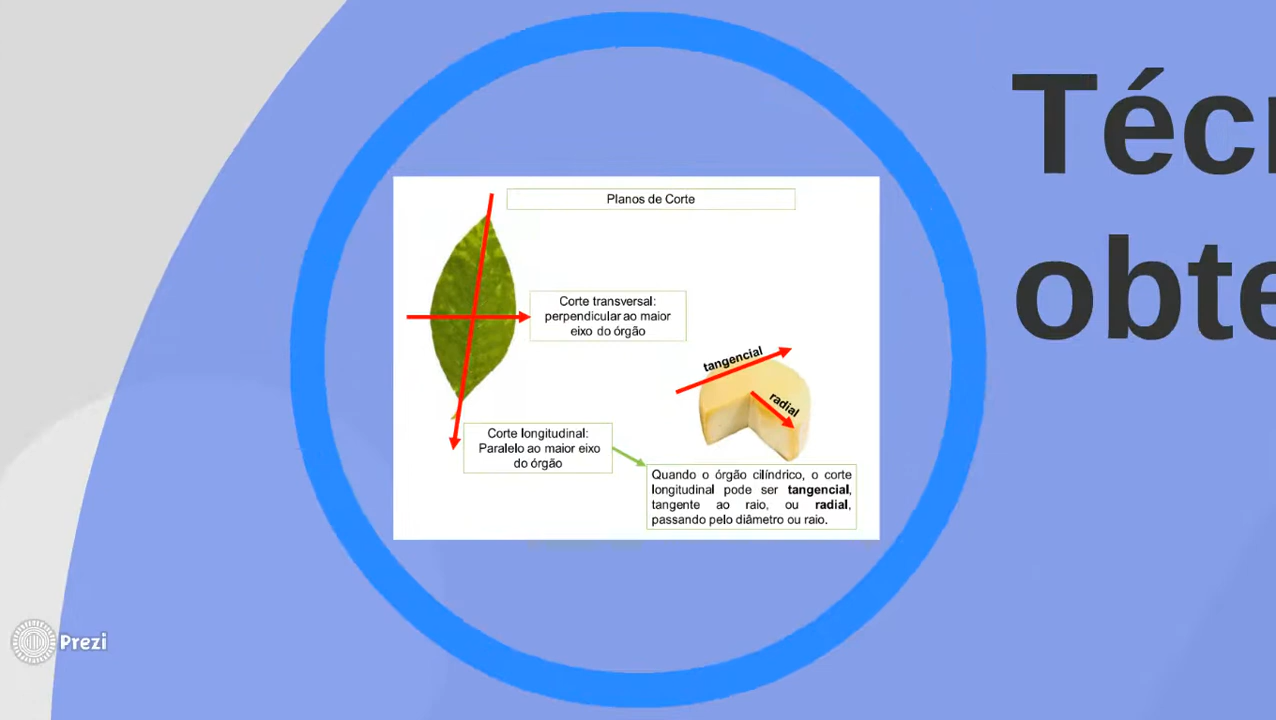 Técr
obte
Planos de Corte
Corte transversal:
perpendicular ao maior
eixo do órgão
tangencial
radial
Corte longitudinal:
Paralelo ao maior eixo
do órgão
Quando o órgão cilíndrico, o corte
longitudinal pode ser tangencial,
tangente ao raio, ou radial,
passando pelo diâmetro ou raio.
Prezi